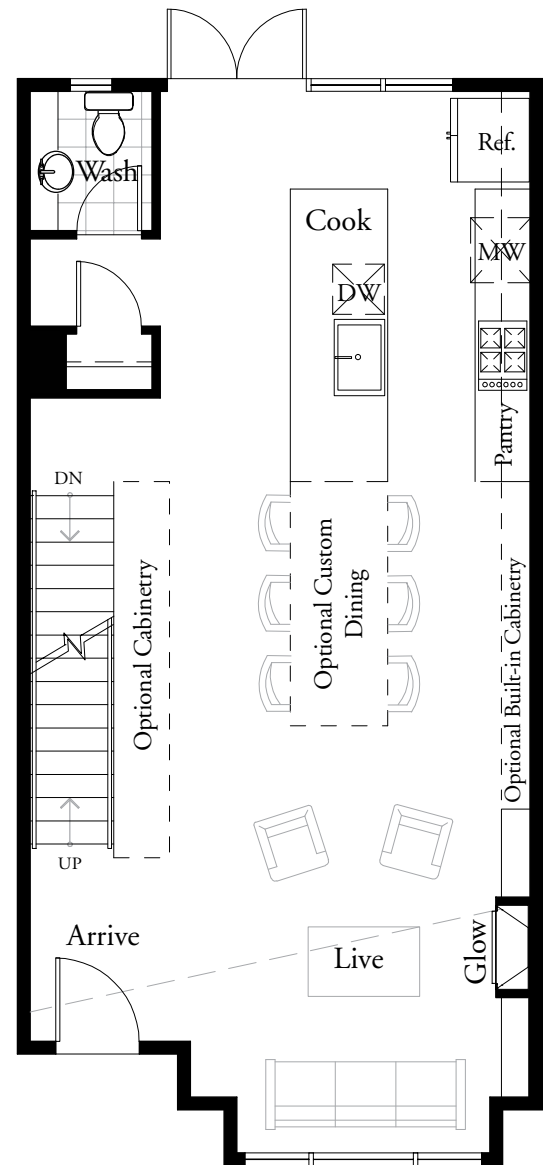 Ref.
Wash
Cook
MW
DW
Pantry
DN
Optional Cabinetry
Optional Custom
Dining
Optional Built-in Cabinetry
UP
Arrive
Live
Glow